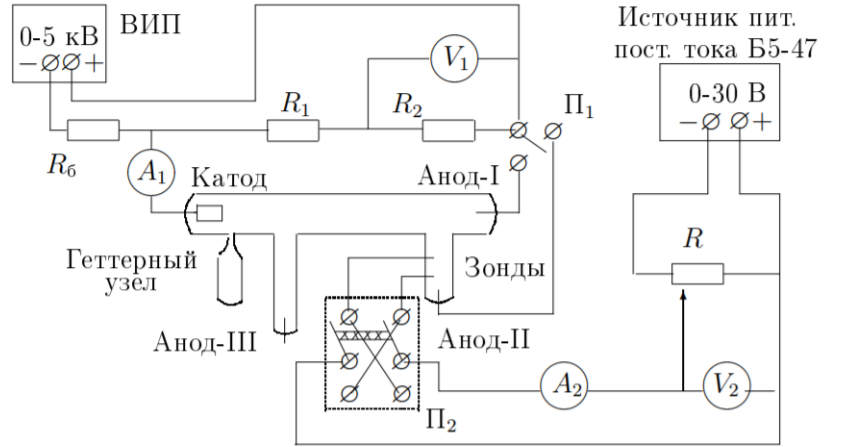 0-5 кВ
−  +
ВИП
V₁
Источник пит.
пост. тока Б5-47
0-30 В
−  +
R₁
R₂
П₁
Rб
A₁
Катод
Анод-I
R
Геттерный
узел
Зонды
Анод-III
Анод-II
A₂
V₂
П₂